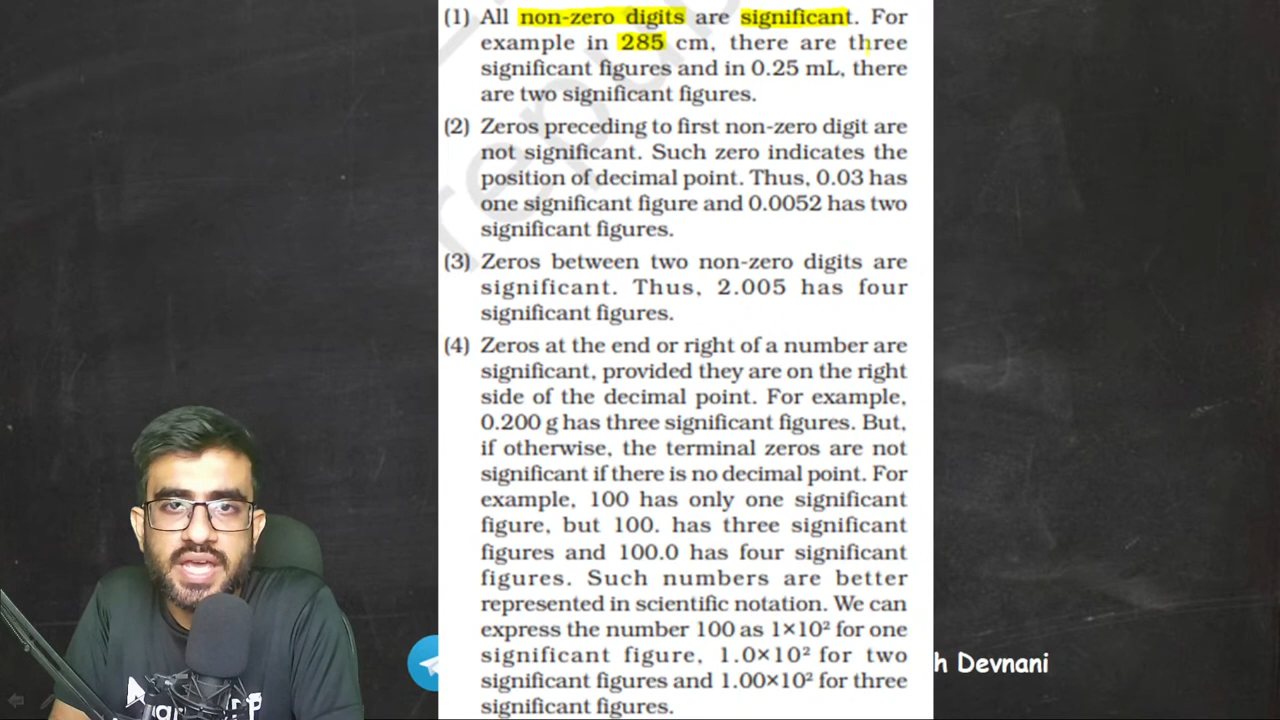 (1) All non-zero digits are significant. For
example in 285 cm, there are three
significant figures and in 0.25 mL, there
are two significant figures.
(2) Zeros preceding to first non-zero digit are
not significant. Such zero indicates the
position of decimal point. Thus, 0.03 has
one significant figure and 0.0052 has two
significant figures.
(3) Zeros between two non-zero digits are
significant. Thus, 2.005 has four
significant figures.
(4) Zeros at the end or right of a number are
significant, provided they are on the right
side of the decimal point. For example,
0.200 g has three significant figures. But,
if otherwise, the terminal zeros are not
significant if there is no decimal point. For
example, 100 has only one significant
figure, but 100. has three significant
figures and 100.0 has four significant
figures. Such numbers are better
represented in scientific notation. We can
express the number 100 as 1×10² for one
significant figure, 1.0×10² for two
significant figures and 1.00×10² for three
significant figures.
h Devnani